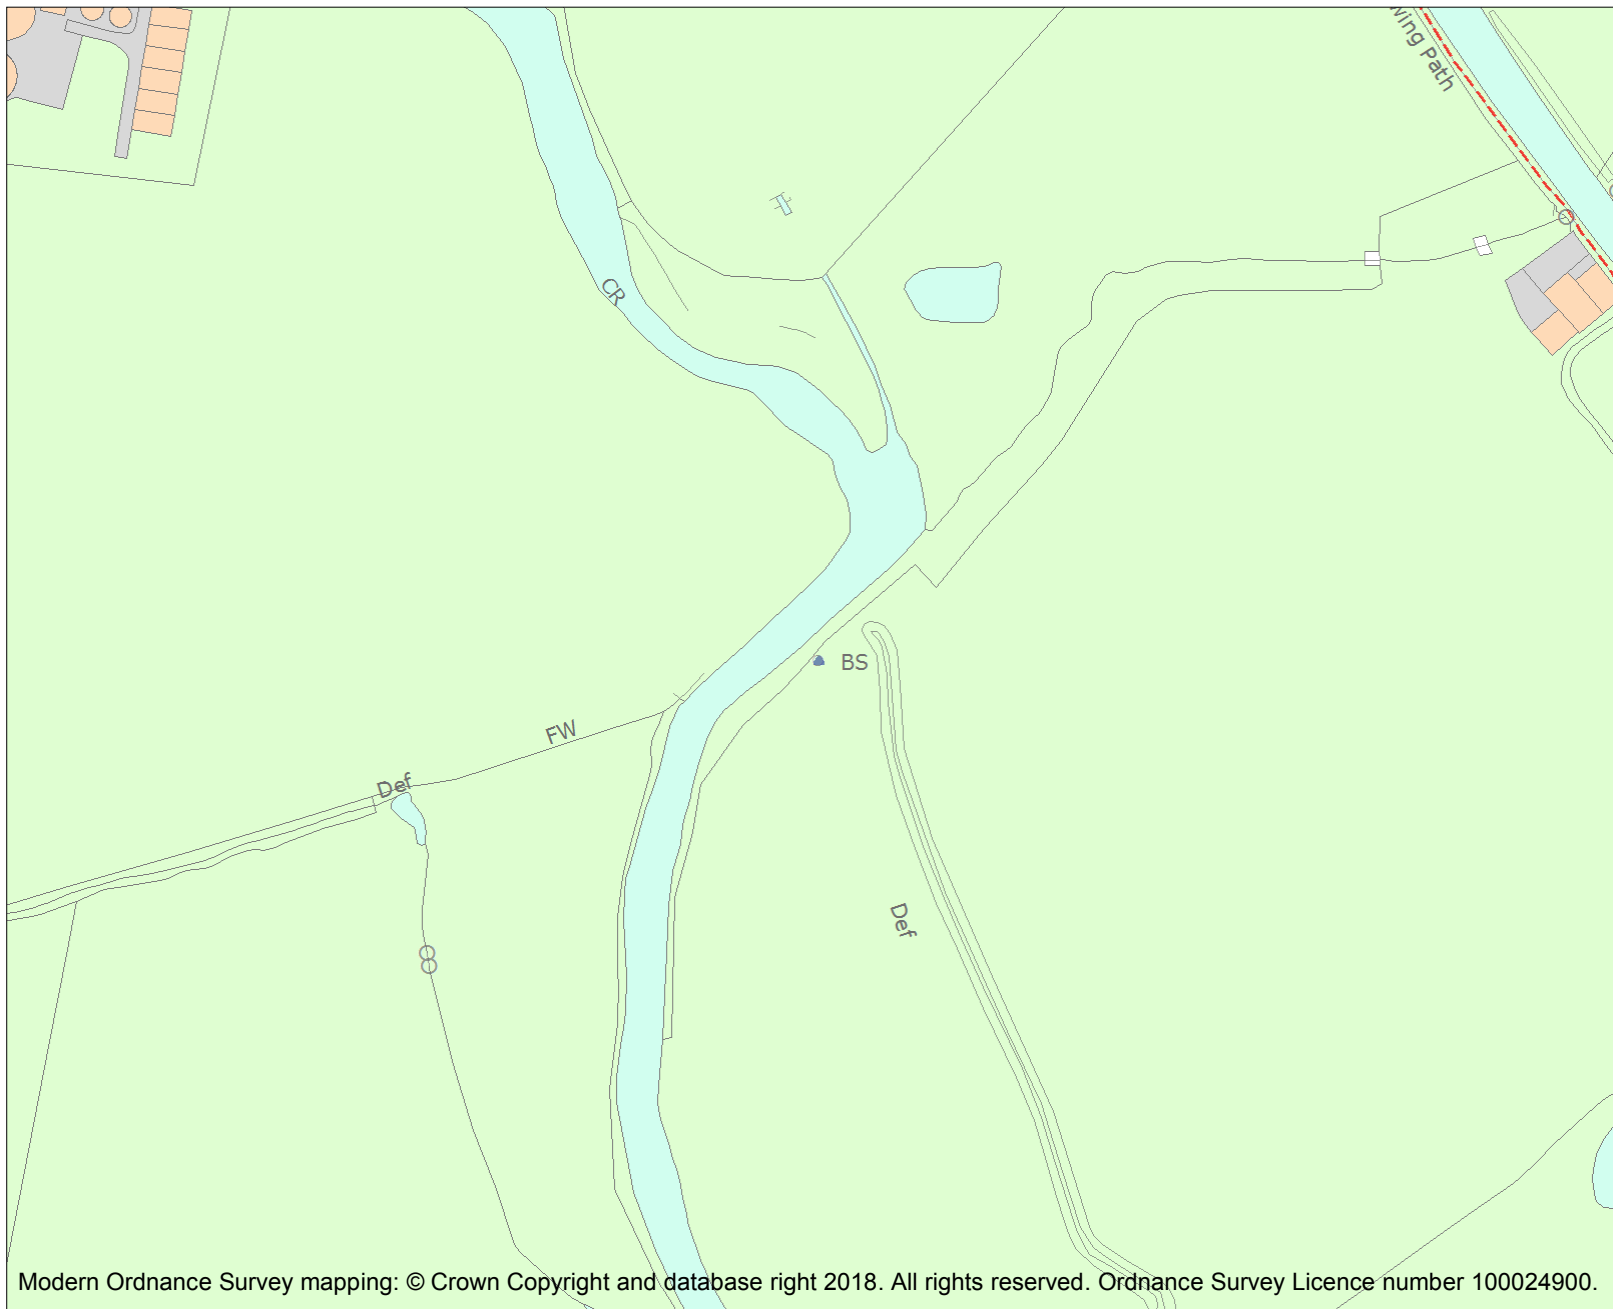 wing Path
CR
BS
FW
Def
Def
Modern Ordnance Survey mapping: © Crown Copyright and database right 2018. All rights reserved. Ordnance Survey Licence number 100024900.